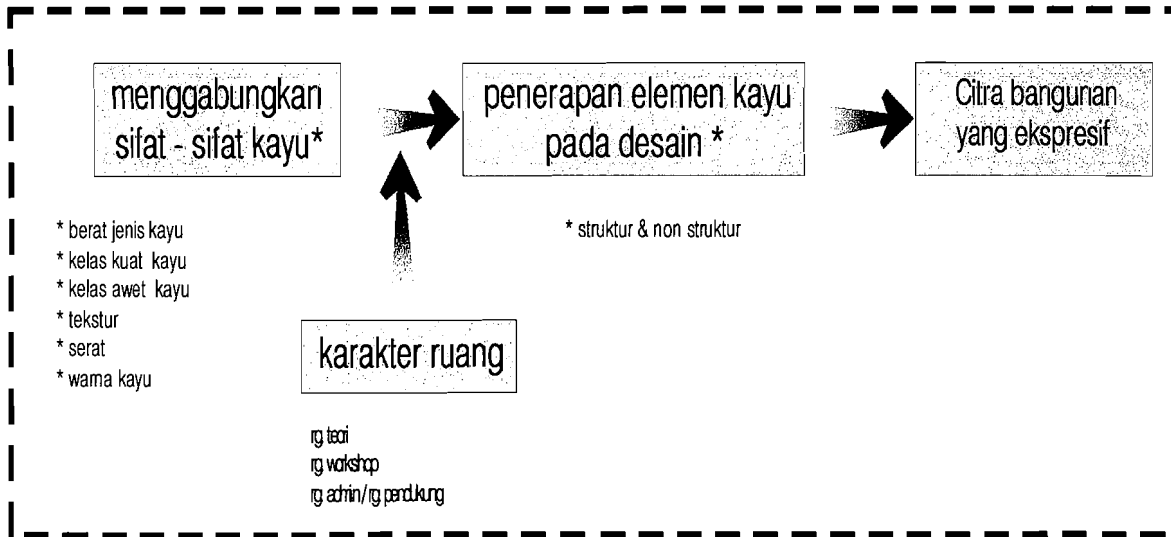 menggabungkan
sifat - sifat kayu*
penerapan elemen kayu
pada desain *
Citra bangunan
yang ekspresif
* berat jenis kayu
* kelas kuat kayu
* kelas awet kayu
* tekstur
* serat
* warna kayu
* struktur & non struktur
karakter ruang
rg. teori
rg. workshop
rg. admin / rg. pendukung